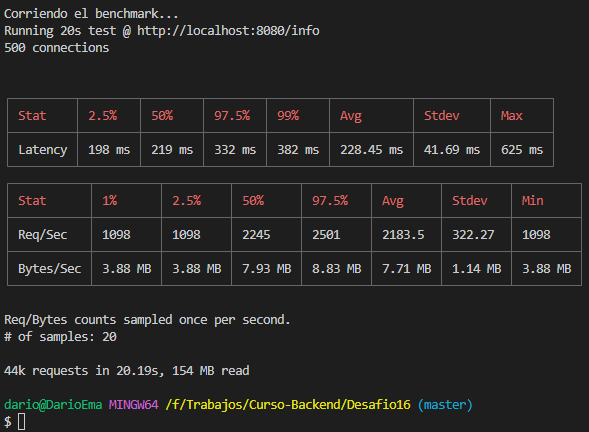 Corriendo el benchmark...
Running 20s test @ http://localhost:8080/info
500 connections
Stat 2.5% 50% 97.5% 99% Avg Stdev Max
Latency 198 ms 219 ms 332 ms 382 ms 228.45 ms 41.69 ms 625 ms
Stat 1% 2.5% 50% 97.5% Avg Stdev Min
Req/Sec 1098 1098 2245 2501 2183.5 322.27 1098
Bytes/Sec 3.88 MB 3.88 MB 7.93 MB 8.83 MB 7.71 MB 1.14 MB 3.88 MB
Req/Bytes counts sampled once per second.
# of samples: 20
44k requests in 20.19s, 154 MB read
dario@DarioEma MINGW64 /f/Trabajos/Curso-Backend/Desafio16 (master)
$